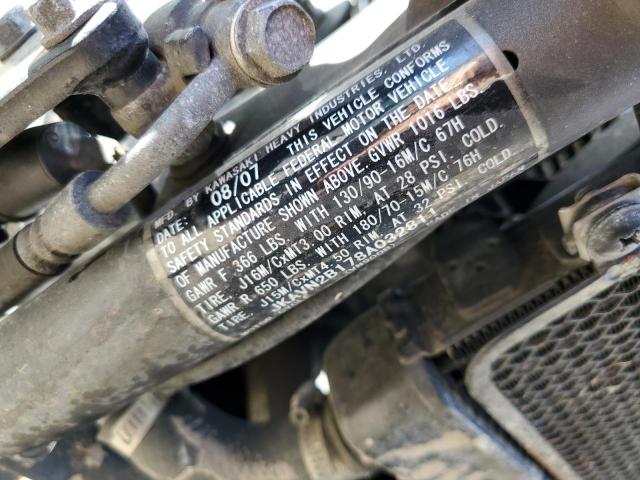 MFD. BY KAWASAKI HEAVY INDUSTRIES, LTD.
DATE: 08/07 THIS VEHICLE CONFORMS
TO ALL APPLICABLE FEDERAL MOTOR VEHICLE
SAFETY STANDARDS IN EFFECT ON THE DATE
OF MANUFACTURE SHOWN ABOVE. GVWR 1016 LBS.
GAWR F 366 LBS. WITH 130/90-16M/C 67H
TIRE, J16M/CxMT3.00 RIM, AT 28 PSI. COLD.
GAWR R 650 LBS. WITH 180/70-15M/C 76H
TIRE, J15M/CxMT4.50 RIM, AT 32 PSI. COLD.